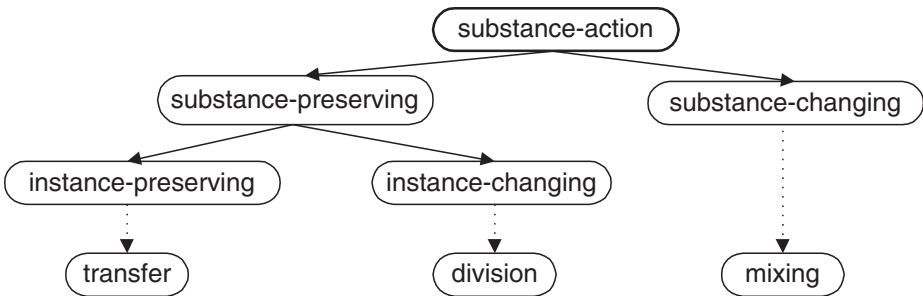 substance-action
substance-preserving
substance-changing
instance-preserving
instance-changing
transfer
division
mixing